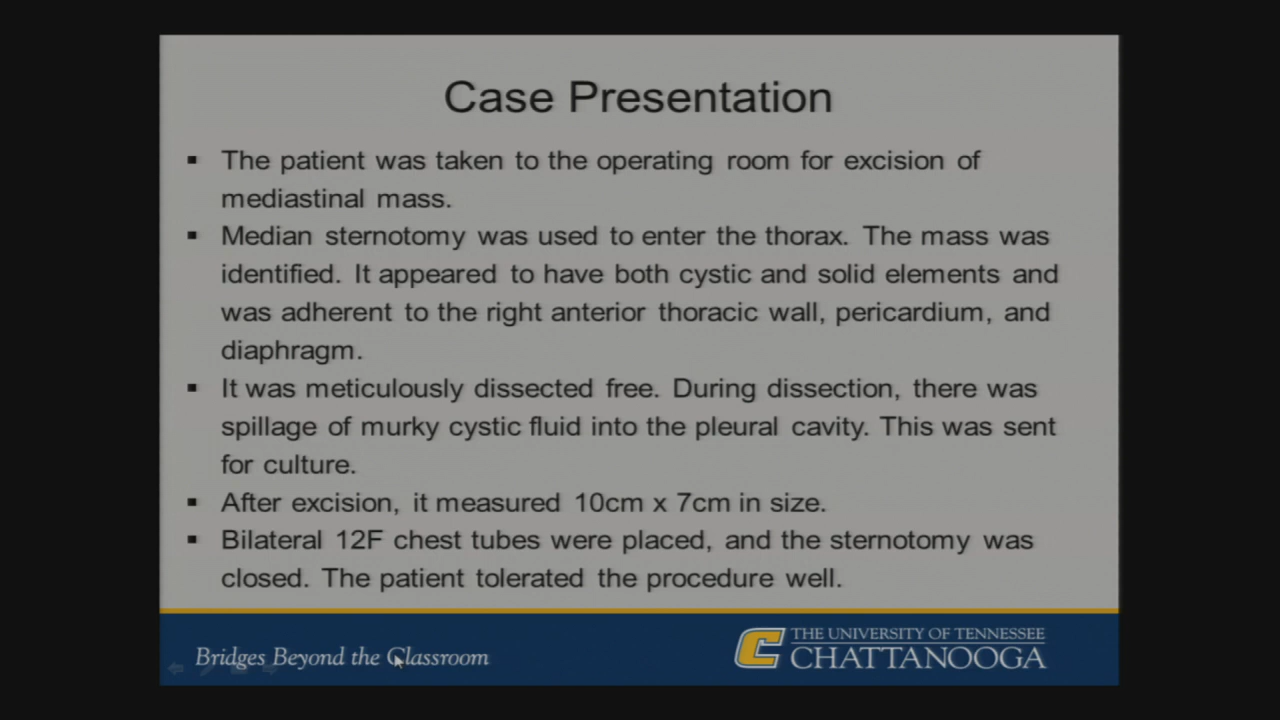 Case Presentation
▪ The patient was taken to the operating room for excision of
mediastinal mass.
▪ Median sternotomy was used to enter the thorax. The mass was
identified. It appeared to have both cystic and solid elements and
was adherent to the right anterior thoracic wall, pericardium, and
diaphragm.
▪ It was meticulously dissected free. During dissection, there was
spillage of murky cystic fluid into the pleural cavity. This was sent
for culture.
▪ After excision, it measured 10cm x 7cm in size.
▪ Bilateral 12F chest tubes were placed, and the sternotomy was
closed. The patient tolerated the procedure well.
Bridges Beyond the Classroom
C
THE UNIVERSITY OF TENNESSEE
CHATTANOOGA